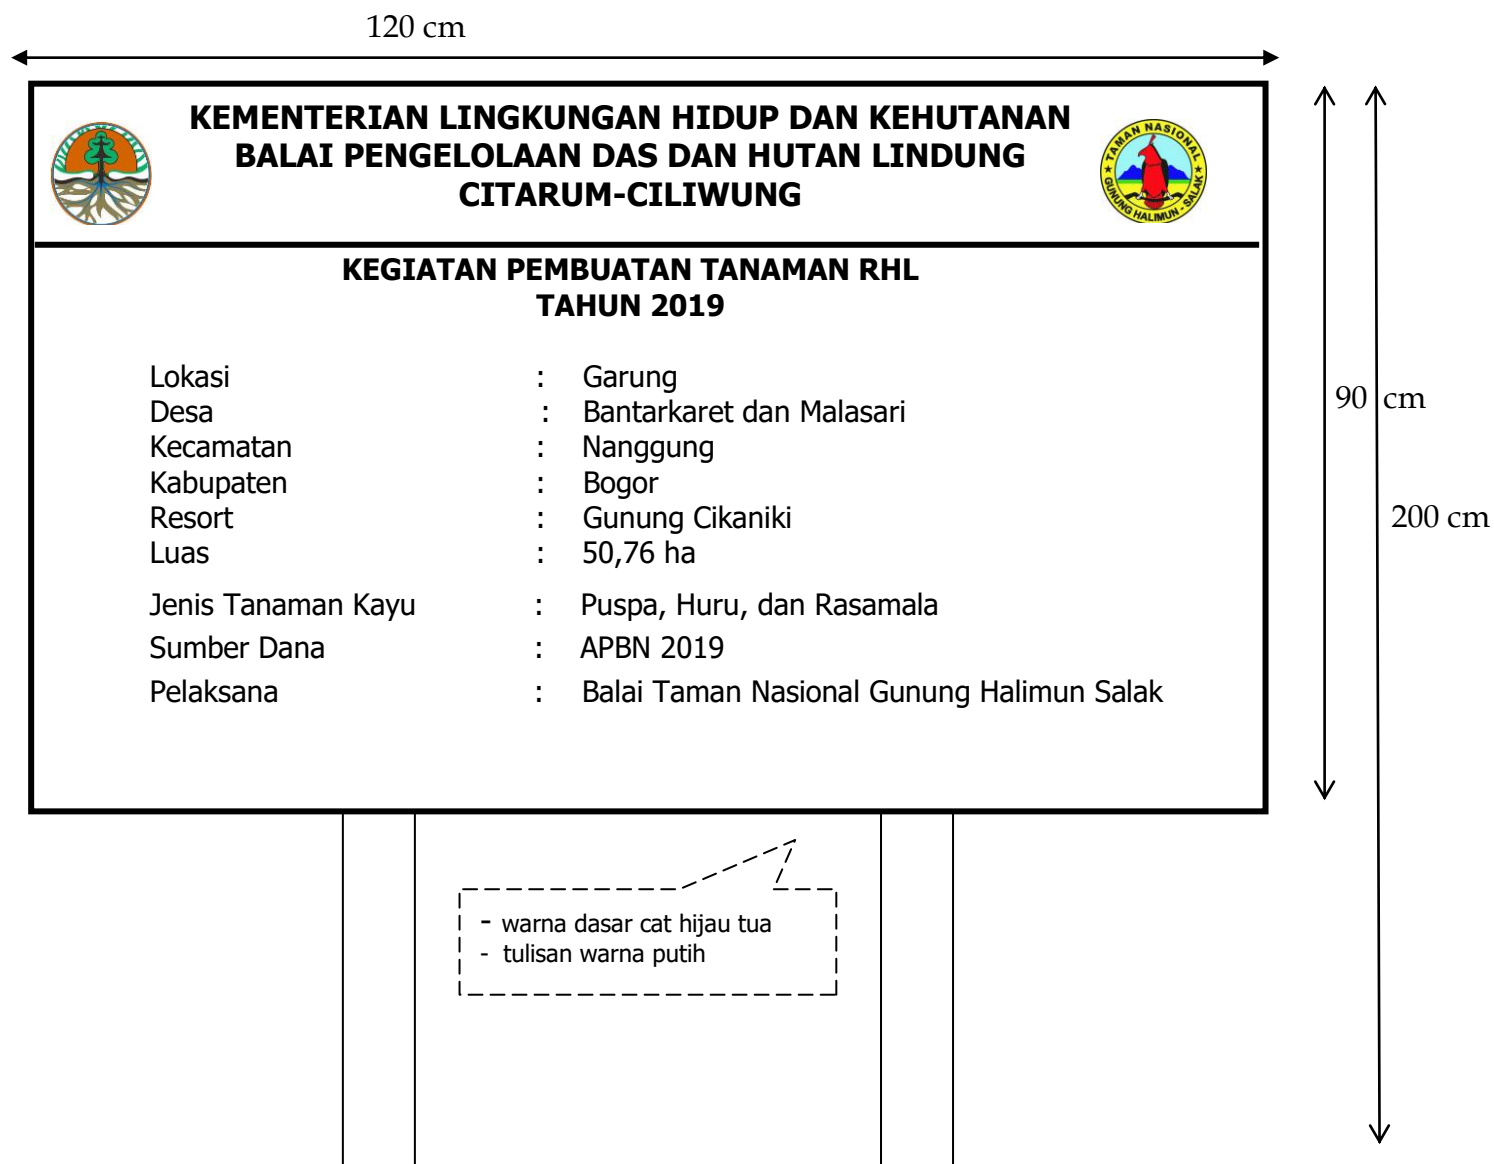 120 cm
KEMENTERIAN LINGKUNGAN HIDUP DAN KEHUTANAN
BALAI PENGELOLAAN DAS DAN HUTAN LINDUNG
CITARUM-CILIWUNG
TAMAN NASIONAL
GUNUNG HALIMUN - SALAK
KEGIATAN PEMBUATAN TANAMAN RHL
TAHUN 2019
Lokasi : Garung
Desa : Bantarkaret dan Malasari
Kecamatan : Nanggung
Kabupaten : Bogor
Resort : Gunung Cikaniki
Luas : 50,76 ha
Jenis Tanaman Kayu : Puspa, Huru, dan Rasamala
Sumber Dana : APBN 2019
Pelaksana : Balai Taman Nasional Gunung Halimun Salak
90 cm
200 cm
- warna dasar cat hijau tua
- tulisan warna putih